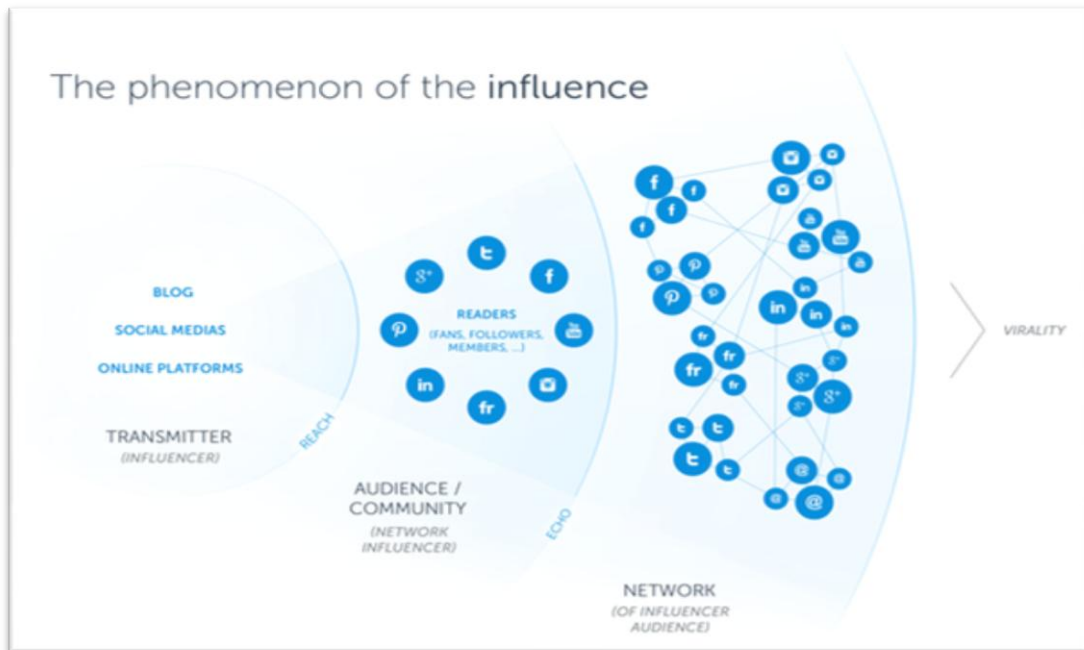 The phenomenon of the influence
BLOG
SOCIAL MEDIAS
ONLINE PLATFORMS
TRANSMITTER
(INFLUENCER)
REACH
READERS
(FANS, FOLLOWERS,
MEMBERS, ...)
AUDIENCE /
COMMUNITY
(NETWORK
INFLUENCER)
ECHO
NETWORK
(OF INFLUENCER
AUDIENCE)
VIRALITY